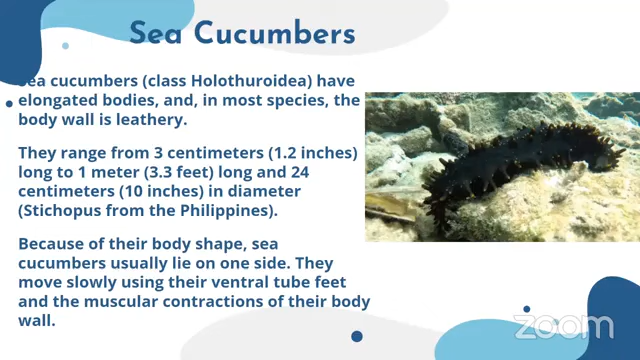 Sea Cucumbers
Sea cucumbers (class Holothuroidea) have
elongated bodies, and, in most species, the
body wall is leathery.
They range from 3 centimeters (1.2 inches)
long to 1 meter (3.3 feet) long and 24
centimeters (10 inches) in diameter
(Stichopus from the Philippines).
Because of their body shape, sea
cucumbers usually lie on one side. They
move slowly using their ventral tube feet
and the muscular contractions of their body
wall.
zoom